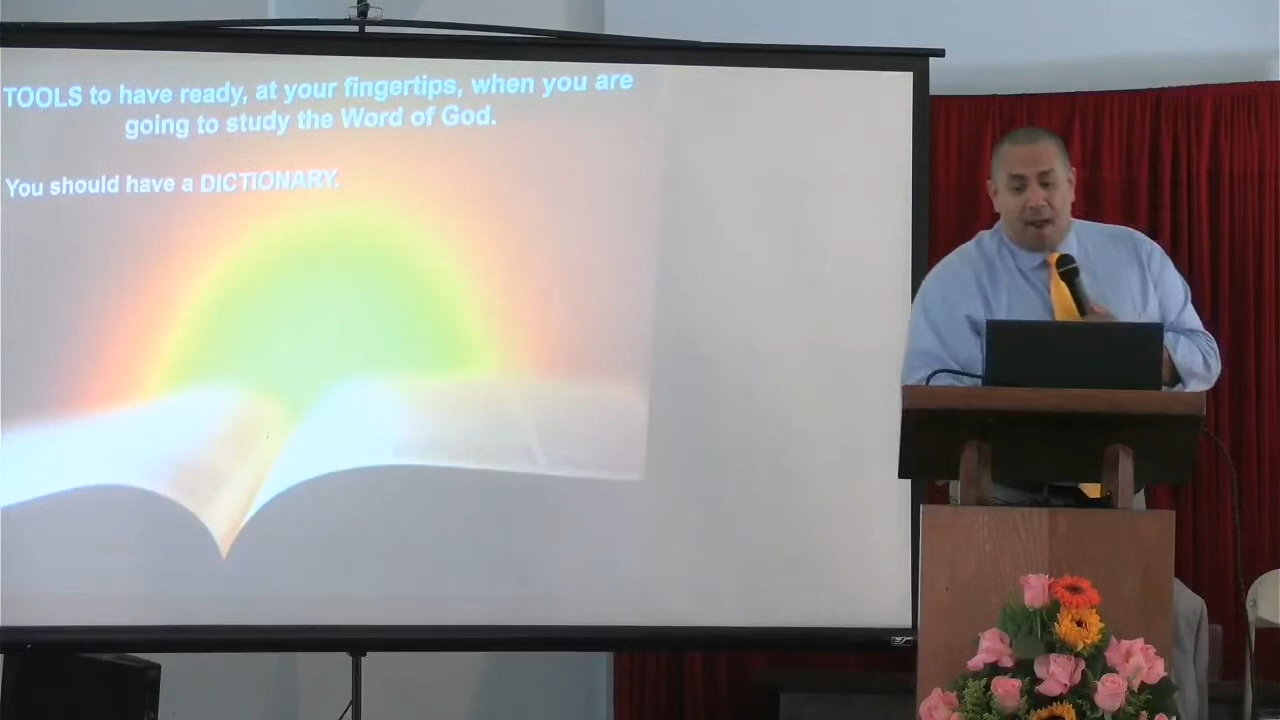 TOOLS to have ready, at your fingertips, when you are
going to study the Word of God.
You should have a DICTIONARY.